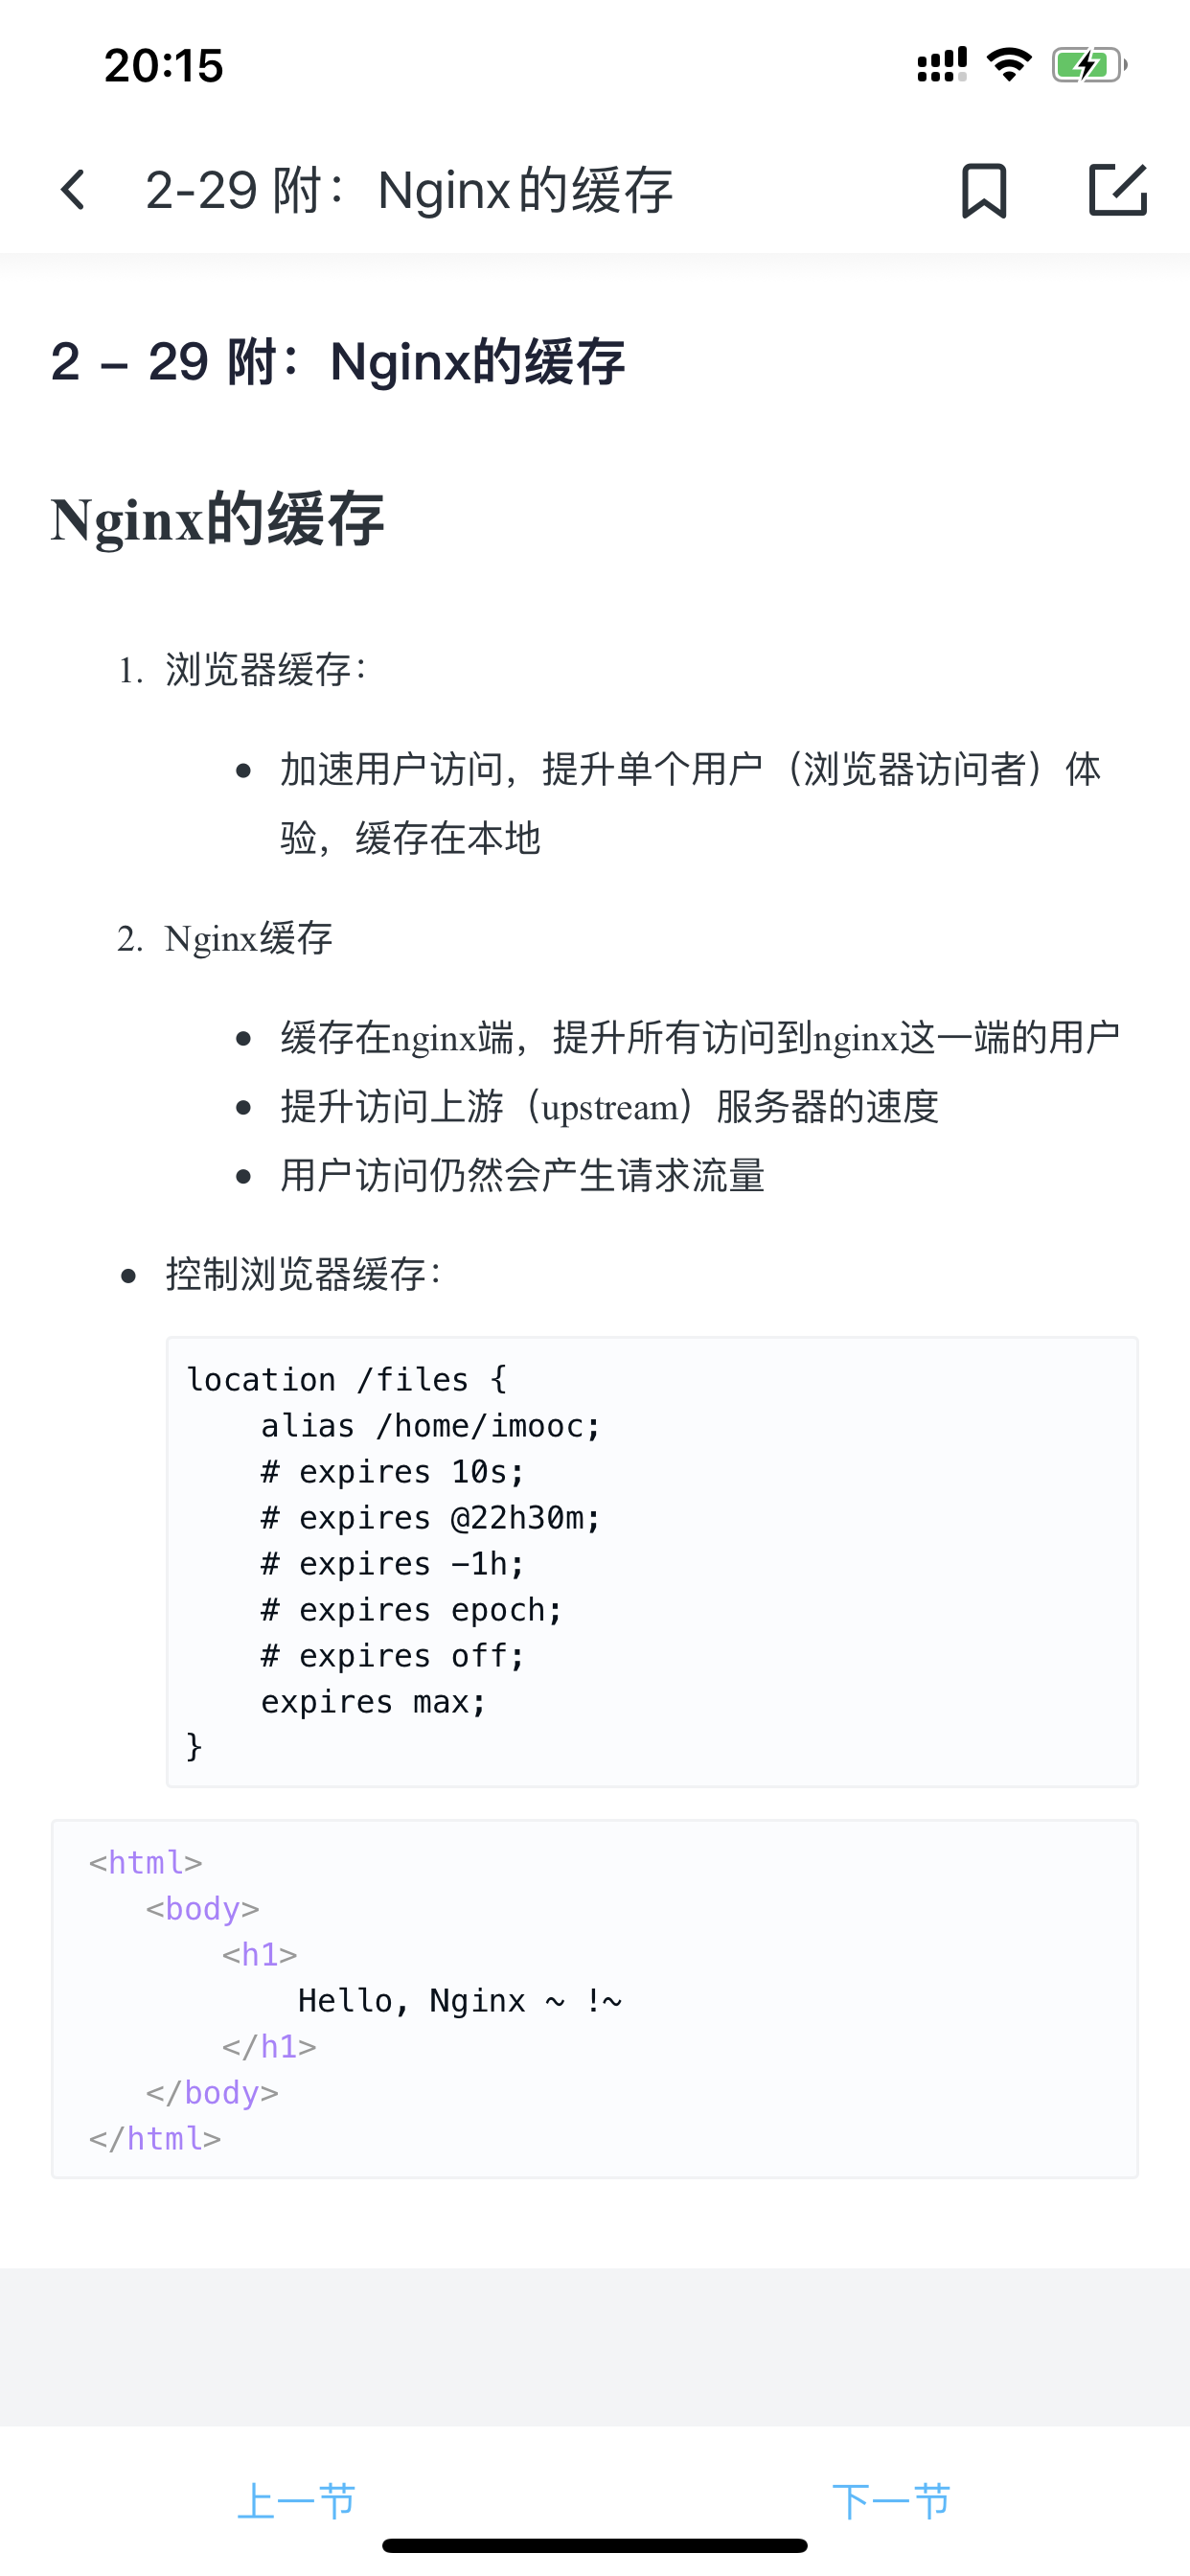 20:15
2-29 附：Nginx的缓存
2 – 29 附：Nginx的缓存
Nginx的缓存
1. 浏览器缓存：
• 加速用户访问，提升单个用户（浏览器访问者）体
验，缓存在本地
2. Nginx缓存
• 缓存在nginx端，提升所有访问到nginx这一端的用户
• 提升访问上游（upstream）服务器的速度
• 用户访问仍然会产生请求流量
• 控制浏览器缓存：
location /files {
    alias /home/imooc;
    # expires 10s;
    # expires @22h30m;
    # expires -1h;
    # expires epoch;
    # expires off;
    expires max;
}
<html>
   <body>
       <h1>
           Hello, Nginx ~ !~
       </h1>
   </body>
</html>
上一节 下一节